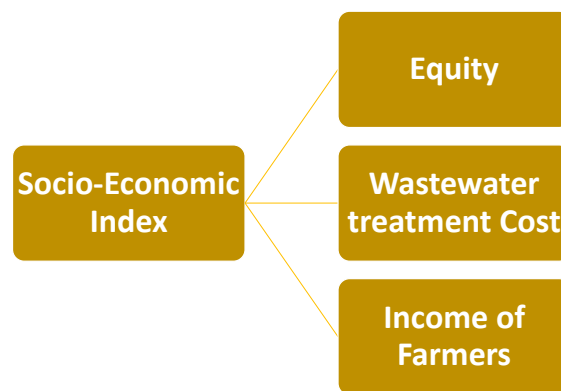 Equity
Socio-Economic
Index
Wastewater
treatment Cost
Income of
Farmers